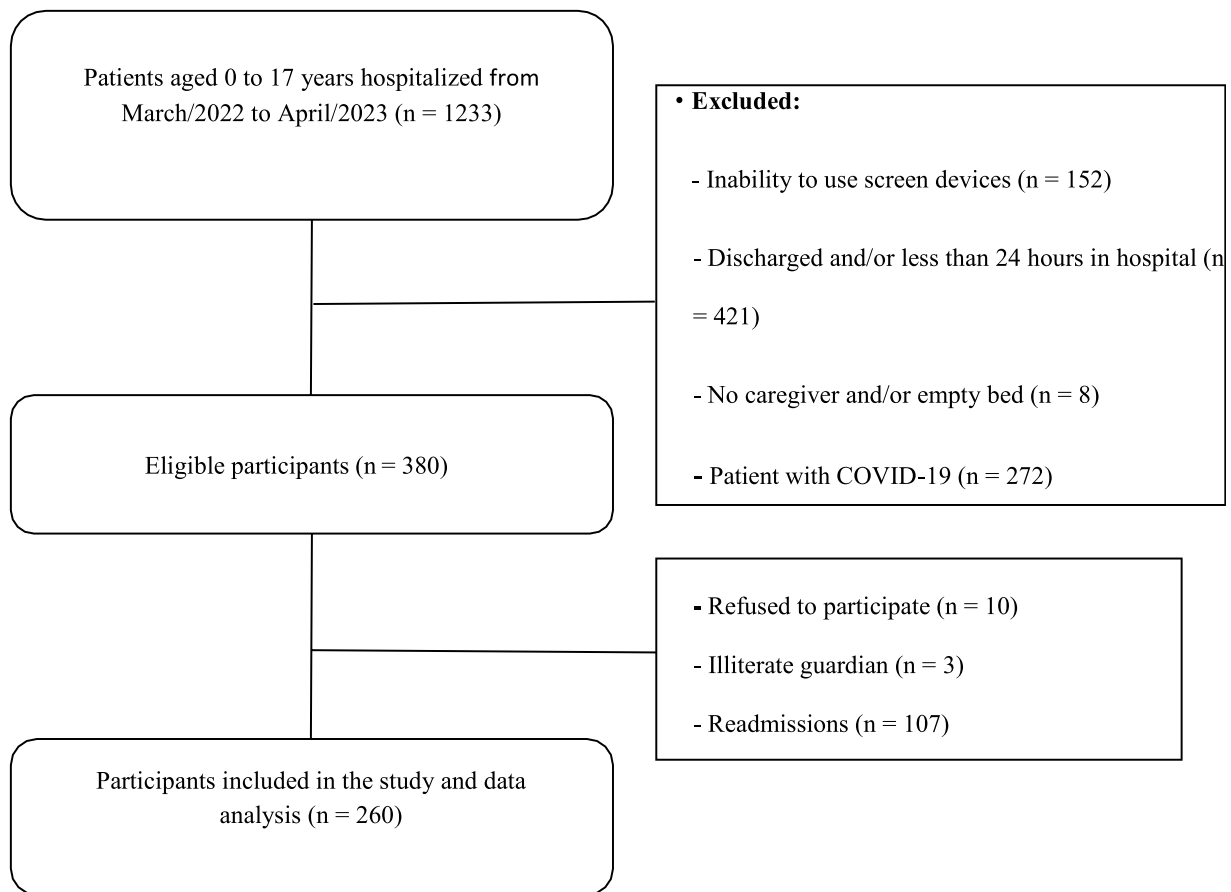 Patients aged 0 to 17 years hospitalized from
March/2022 to April/2023 (n = 1233)
• Excluded:
- Inability to use screen devices (n = 152)
- Discharged and/or less than 24 hours in hospital (n
= 421)
- No caregiver and/or empty bed (n = 8)
- Patient with COVID-19 (n = 272)
Eligible participants (n = 380)
- Refused to participate (n = 10)
- Illiterate guardian (n = 3)
- Readmissions (n = 107)
Participants included in the study and data
analysis (n = 260)